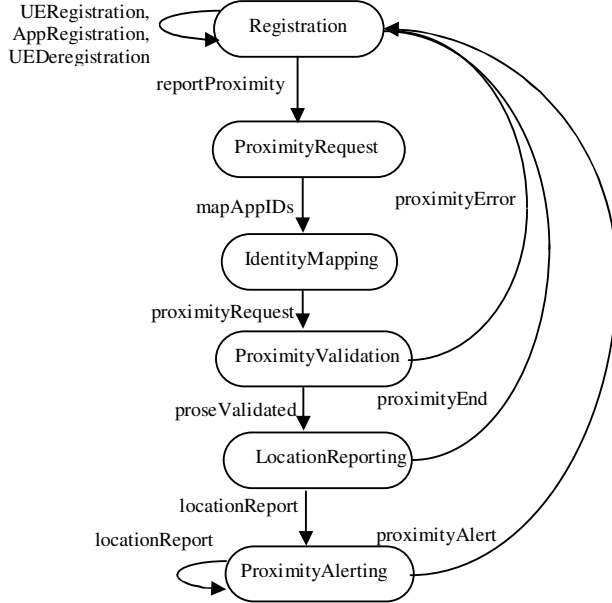 UERegistration,
AppRegistration,
UEDeregistration
Registration
reportProximity
ProximityRequest
mapAppIDs
proximityError
IdentityMapping
proximityRequest
ProximityValidation
proximityEnd
proseValidated
LocationReporting
locationReport
proximityAlert
locationReport
ProximityAlerting